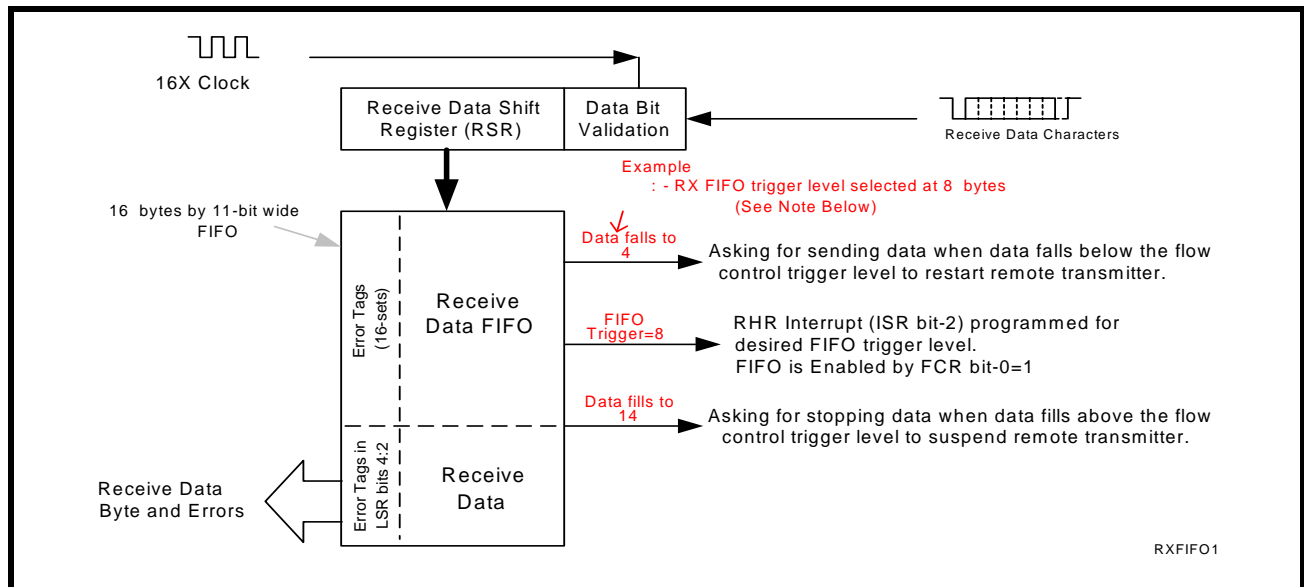 16X Clock
Receive Data Shift
Register (RSR)
Data Bit
Validation
Receive Data Characters
Example
: - RX FIFO trigger level selected at 8 bytes
(See Note Below)
16 bytes by 11-bit wide
FIFO
Data falls to
4
Asking for sending data when data falls below the flow
control trigger level to restart remote transmitter.
Error Tags
(16-sets)
Receive
Data FIFO
FIFO
Trigger=8
RHR Interrupt (ISR bit-2) programmed for
desired FIFO trigger level.
FIFO is Enabled by FCR bit-0=1
Data fills to
14
Asking for stopping data when data fills above the flow
control trigger level to suspend remote transmitter.
Error Tags in
LSR bits 4:2
Receive
Data
Receive Data
Byte and Errors
RXFIFO1